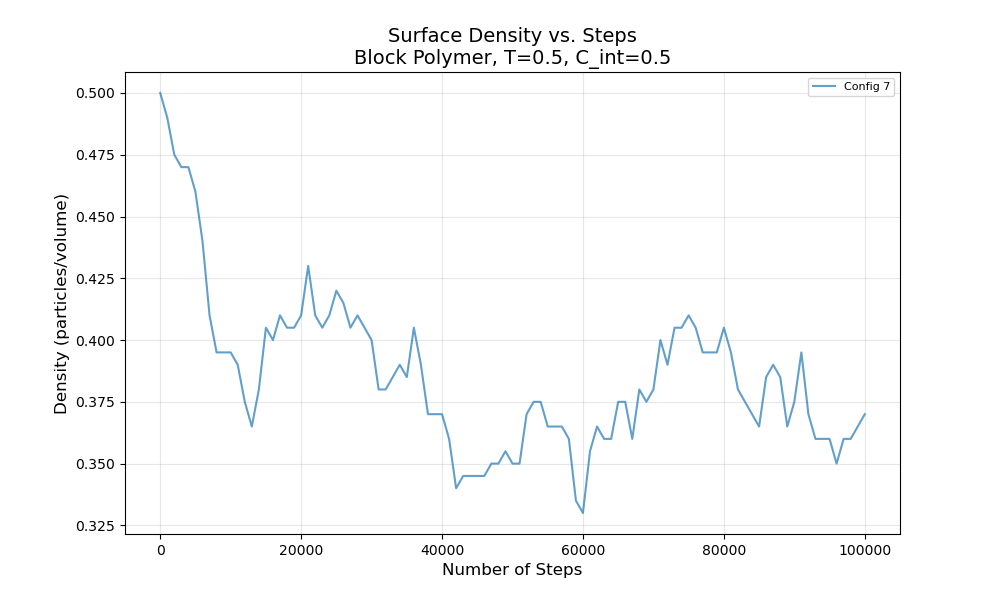 Surface Density vs. Steps
Block Polymer, T=0.5, C_int=0.5
Config 7
Density (particles/volume)
0.500
0.475
0.450
0.425
0.400
0.375
0.350
0.325
0 20000 40000 60000 80000 100000
Number of Steps